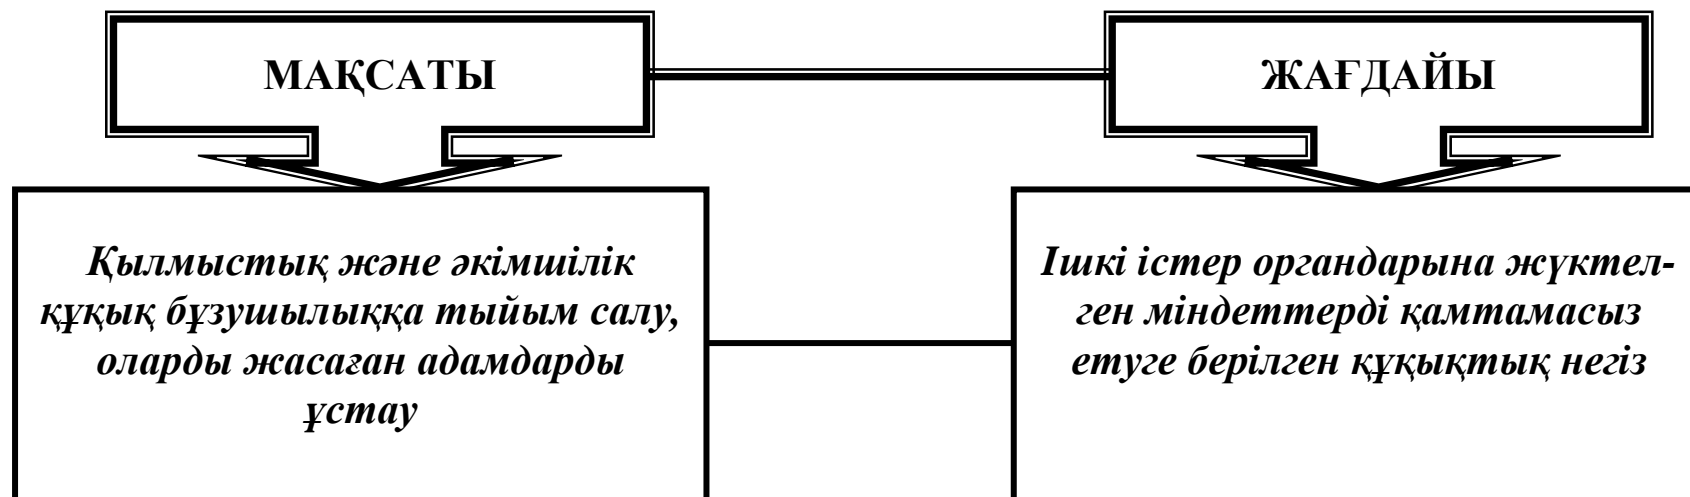 МАҚСАТЫ
ЖАҒДАЙЫ
Қылмыстық және әкімшілік
құқық бұзушылыққа тыйым салу,
оларды жасаған адамдарды
ұстау
Ішкі істер органдарына жүктел-
ген міндеттерді қамтамасыз
етуге берілген құқықтық негіз